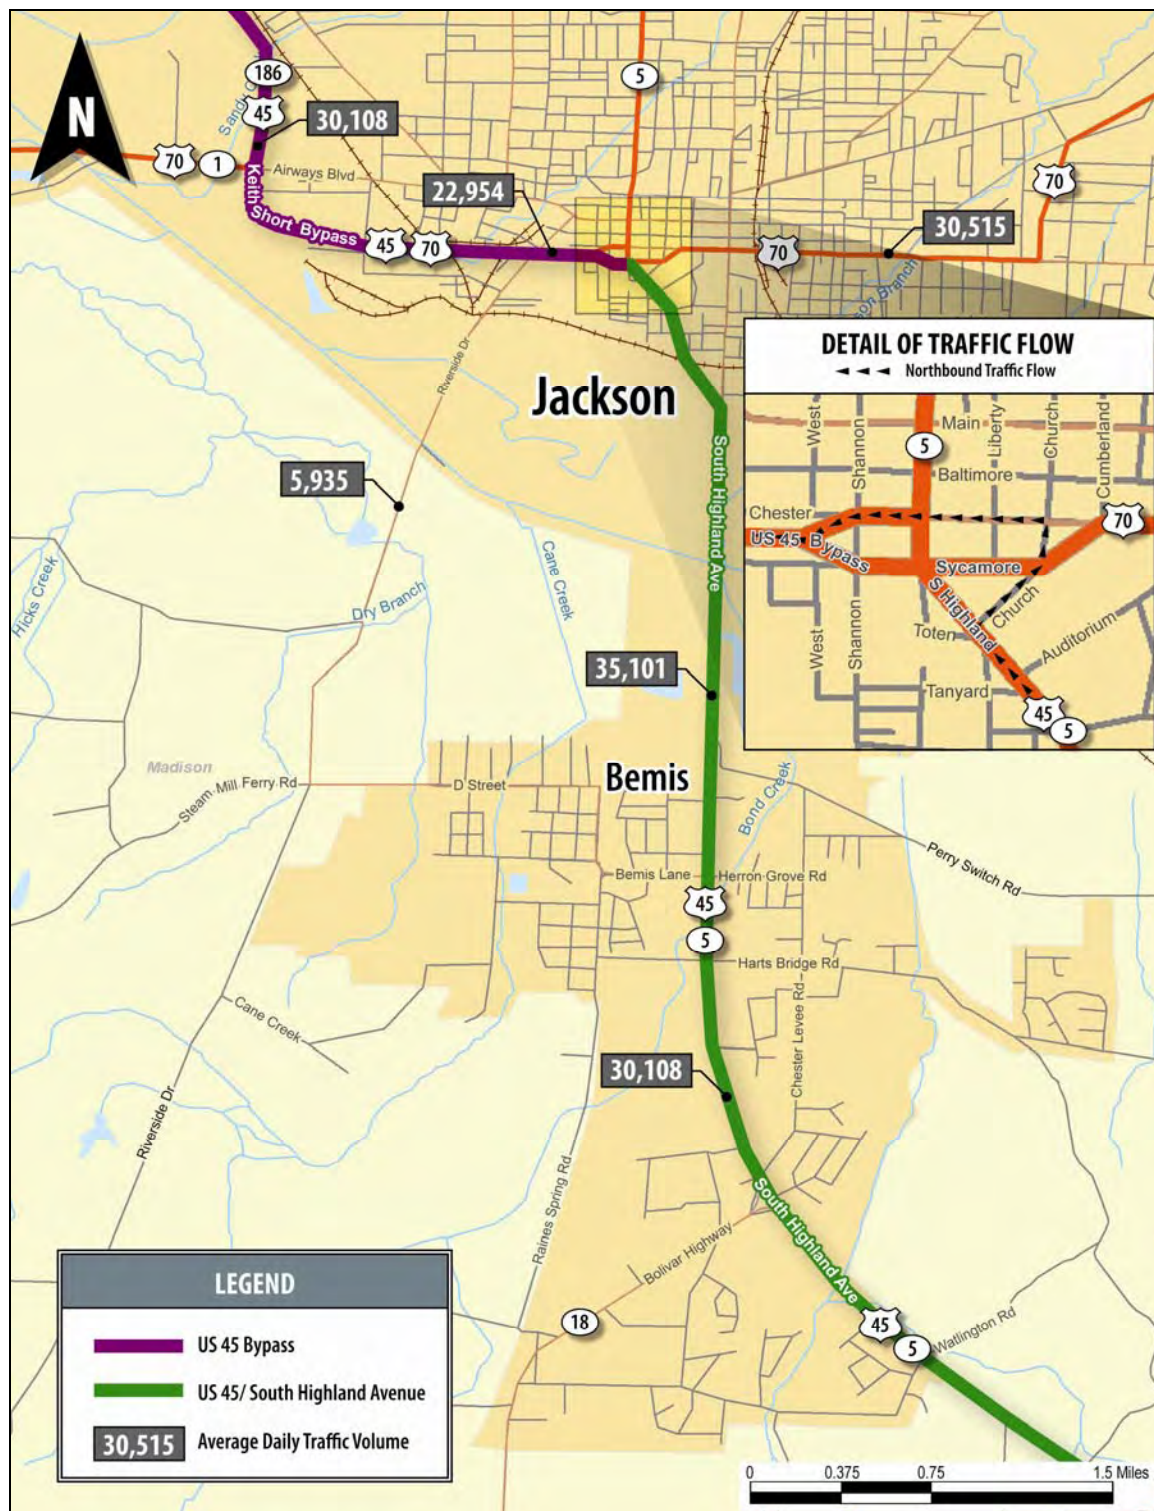 N
186
45
Sandy
30,108
70
1
Airways Blvd
Keith
Short Bypass
45
70
22,954
5
70
30,515
70
son Branch
Riverside Dr
Jackson
DETAIL OF TRAFFIC FLOW
Northbound Traffic Flow
West
Shannon
5
Main
Liberty
Church
Cumberland
Baltimore
Chester
70
US 45 Bypass
Sycamore
S Highland
Church
Toten
Auditorium
West
Shannon
Tanyard
45
5
5,935
South Highland Ave
Hicks Creek
Cane Creek
Dry Branch
35,101
Madison
Steam Mill Ferry Rd
D Street
Bemis
Bond Creek
Perry Switch Rd
Bemis Lane
Herron Grove Rd
45
5
Harts Bridge Rd
Cane Creek
Chester Levee Rd
30,108
Riverside Dr
Raines Spring Rd
Bolivar Highway
South Highland Ave
18
45
5
Watlington Rd
LEGEND
US 45 Bypass
US 45/ South Highland Avenue
30,515 Average Daily Traffic Volume
0 0.375 0.75 1.5 Miles